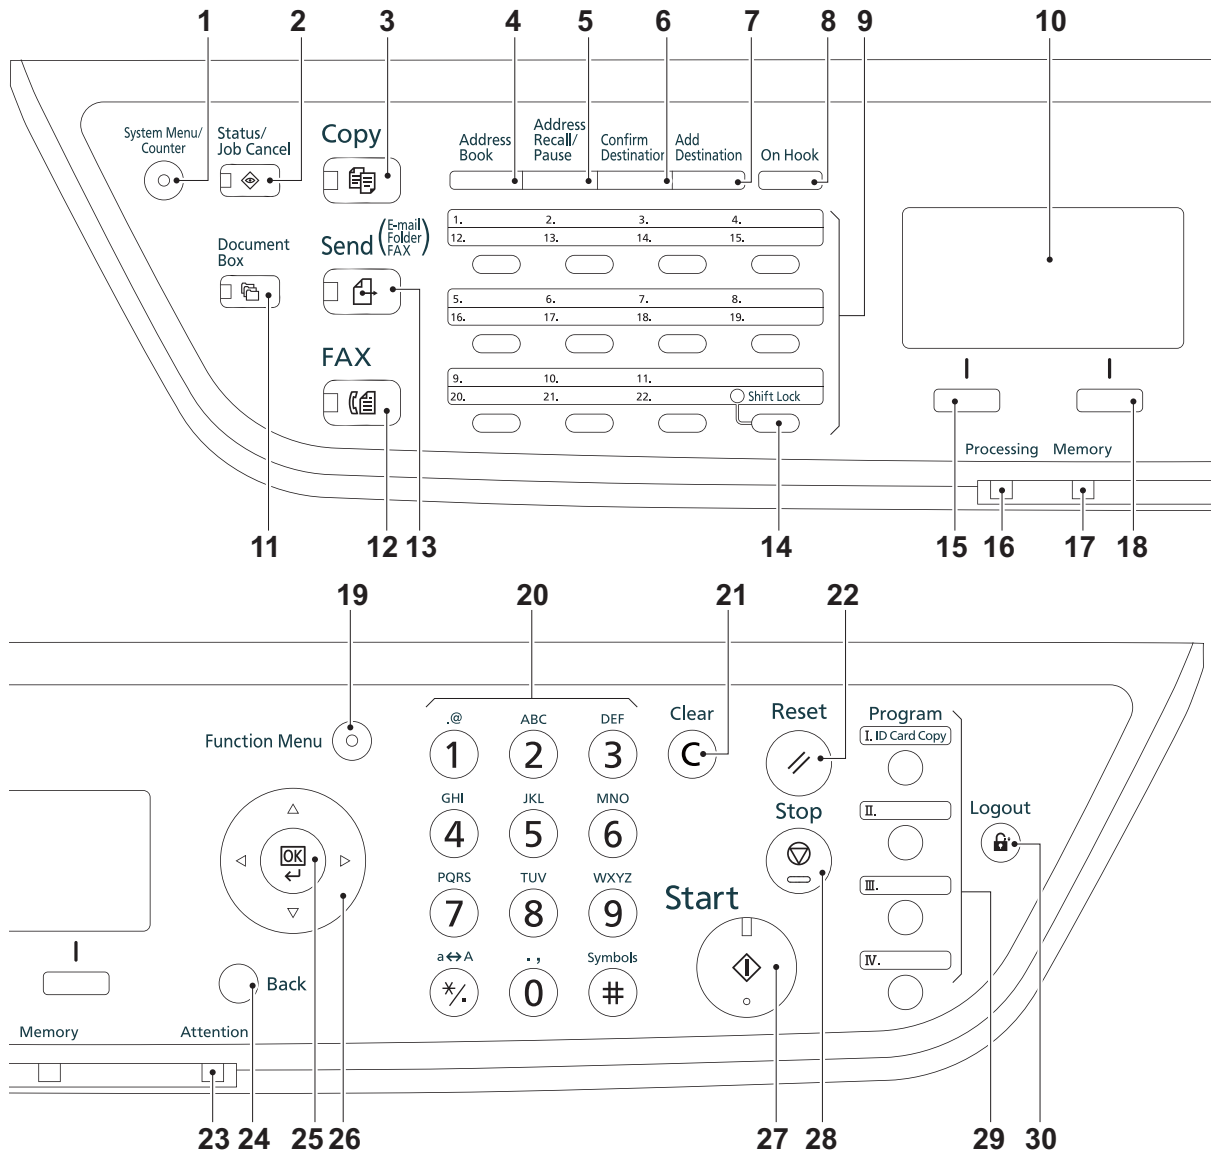 1 2 3 4 5 6 7 8 9 10
System Menu/
Counter
Status/
Job Cancel
Copy
Address
Book
Address
Recall/
Pause
Confirm
Destination
Add
Destination
On Hook
1. 2. 3. 4.
12. 13. 14. 15.
Document
Box
Send
E-mail
Folder
FAX
5. 6. 7. 8.
16. 17. 18. 19.
FAX
9. 10. 11.
20. 21. 22. Shift Lock
Processing Memory
11 12 13 14 15 16 17 18
19 20 21 22
Function Menu
.@ ABC DEF
1 2 3
Clear
C
Reset
Program
I. ID Card Copy
GHI JKL MNO
4 5 6
Stop
II.
Logout
OK
PQRS TUV WXYZ
7 8 9
Start
III.
a↔A . , Symbols
*/. 0 #
IV.
Back
Memory Attention
23 24 25 26 27 28 29 30